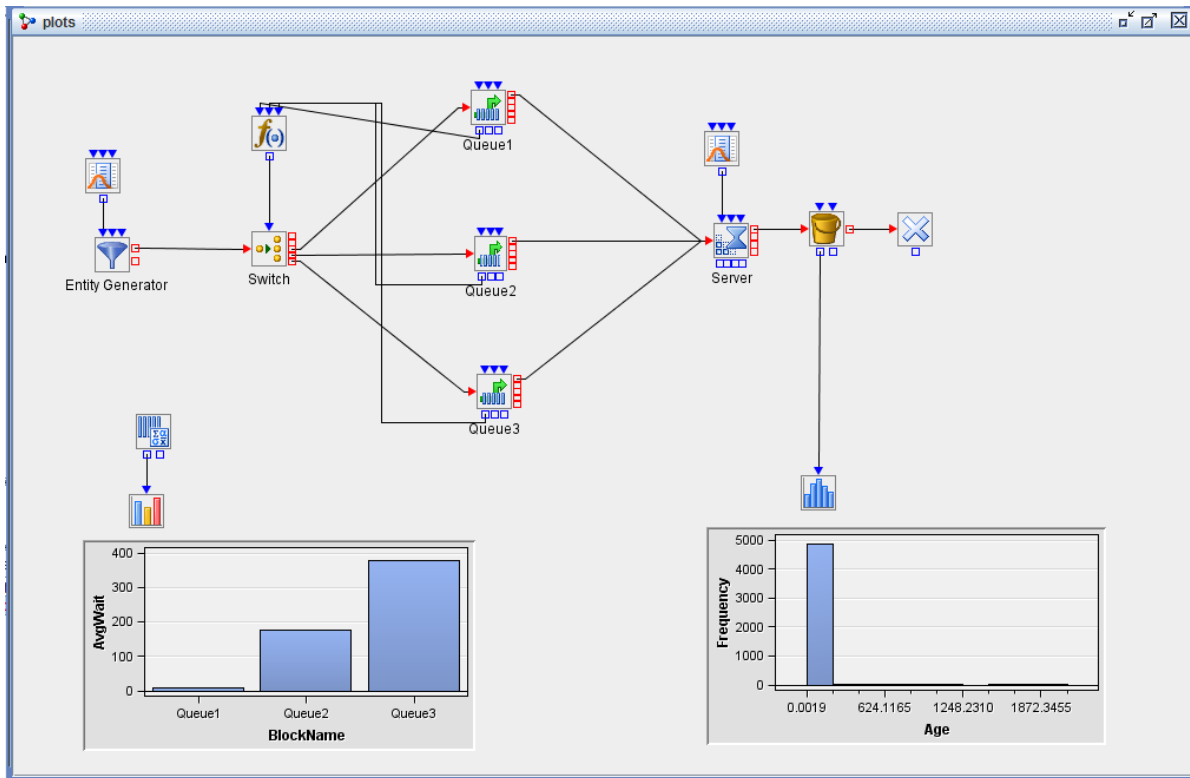 plots
Queue1
f(•)
Entity Generator
Switch
Queue2
Server
Queue3
400
300
200
100
0
AvgWait
Queue1 Queue2 Queue3
BlockName
5000
4000
3000
2000
1000
0
Frequency
0.0019 624.1165 1248.2310 1872.3455
Age